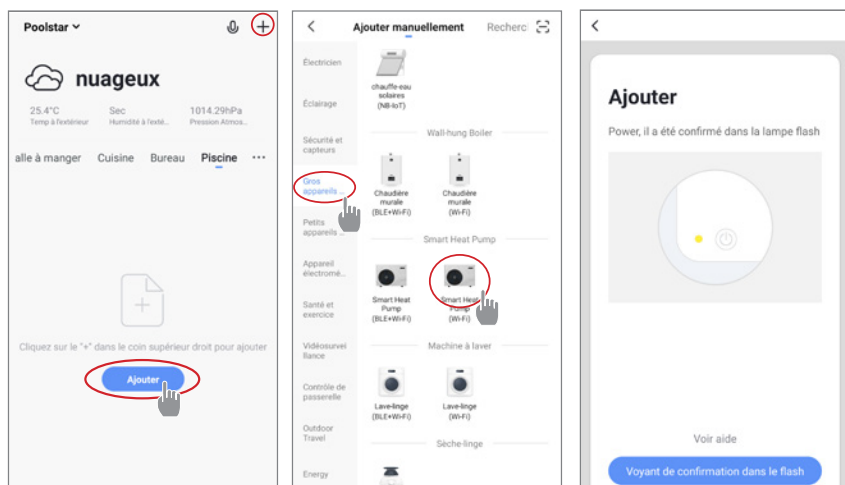 Poolstar
nuageux
25.4°C
Sec
1014.29hPa
Temp à l'extérieur
Humidité à l'exté...
Pression Atmos...
alle à manger
Cuisine
Bureau
Piscine
Cliquez sur le "+" dans le coin supérieur droit pour ajouter
Ajouter
Ajouter manuellement
Recherc
Électricien
Éclairage
Sécurité et
capteurs
Gros
appareils ...
Petits
appareils ...
Appareil
électromé...
Santé et
exercice
Vidéosurvei
llance
Contrôle de
passerelle
Outdoor
Travel
Energy
chauffe-eau
solaires
(NB-IoT)
Wall-hung Boiler
Chaudière
murale
(BLE+Wi-Fi)
Chaudière
murale
(Wi-Fi)
Smart Heat Pump
Smart Heat
Pump
(BLE+Wi-Fi)
Smart Heat
Pump
(Wi-Fi)
Machine à laver
Lave-linge
(BLE+Wi-Fi)
Lave-linge
(Wi-Fi)
Sèche-linge
Ajouter
Power, il a été confirmé dans la lampe flash
Voir aide
Voyant de confirmation dans le flash